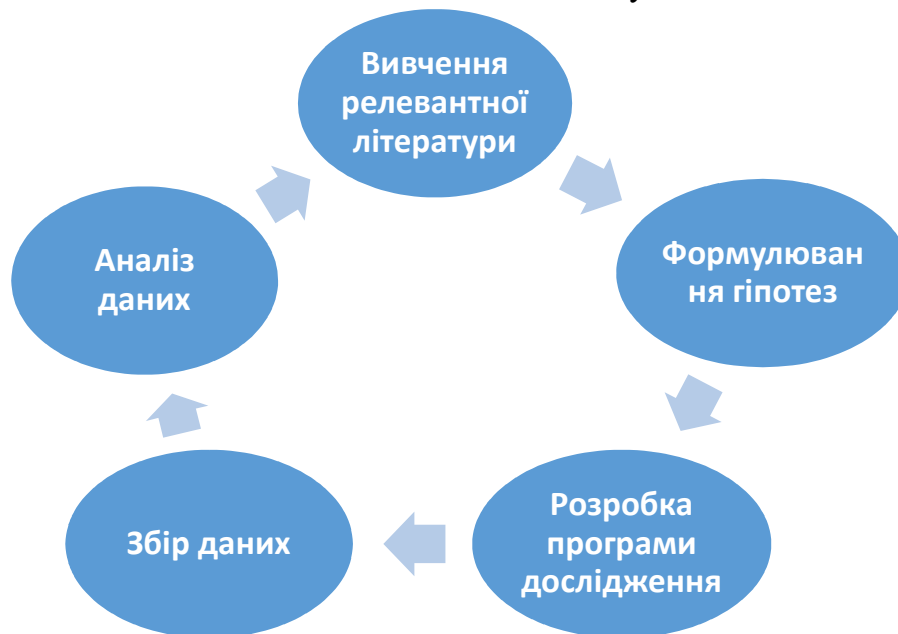 Вивчення
релевантної
літератури
Формулюван
ня гіпотез
Розробка
програми
дослідження
Збір даних
Аналіз
даних